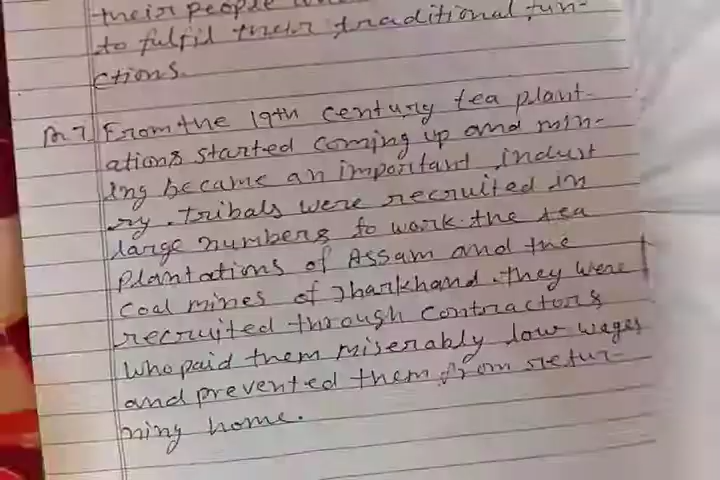 their people
to fulfil their traditional fun-
ctions.
An.7. From the 19th century tea plant-
ations started coming up and min-
ing became an important indust
ry. tribals were recruited in
large numbers to work the tea
plantations of Assam and the
coal mines of Jharkhand. they were
recruited through contractors
who paid them miserably low wages
and prevented them from retur-
ning home.